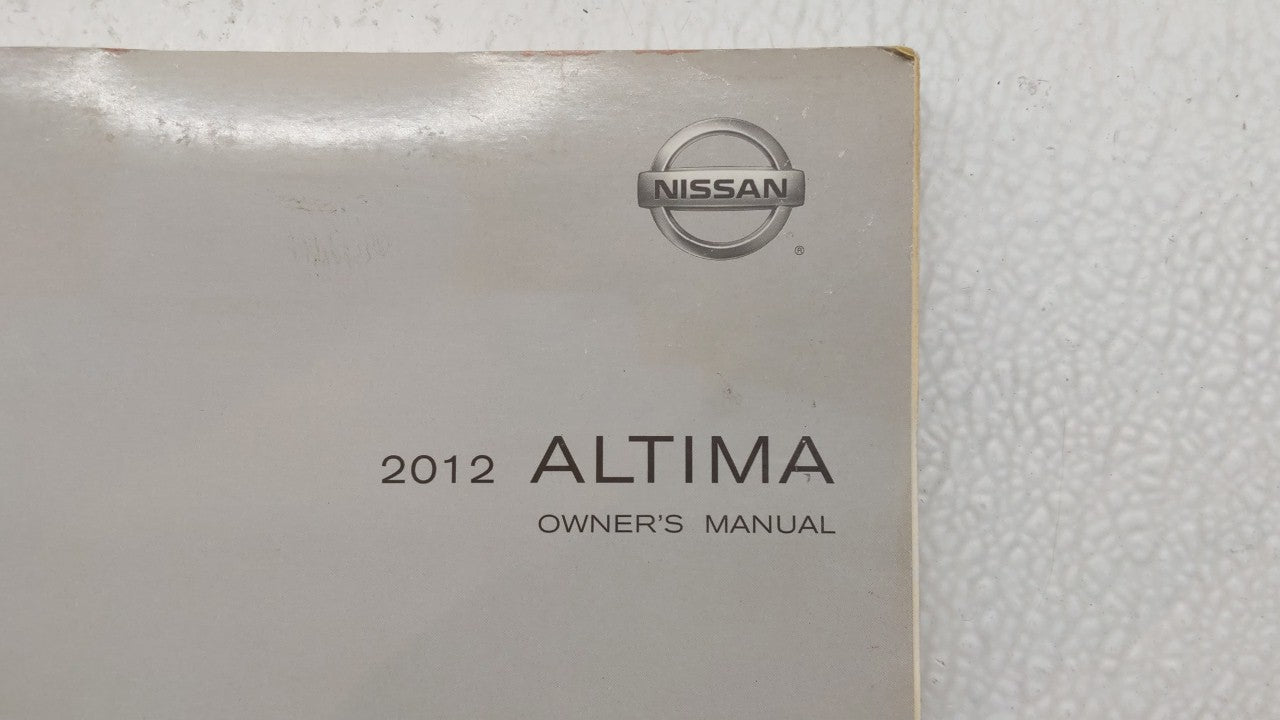 NISSAN
®
2012 ALTIMA
OWNER'S MANUAL